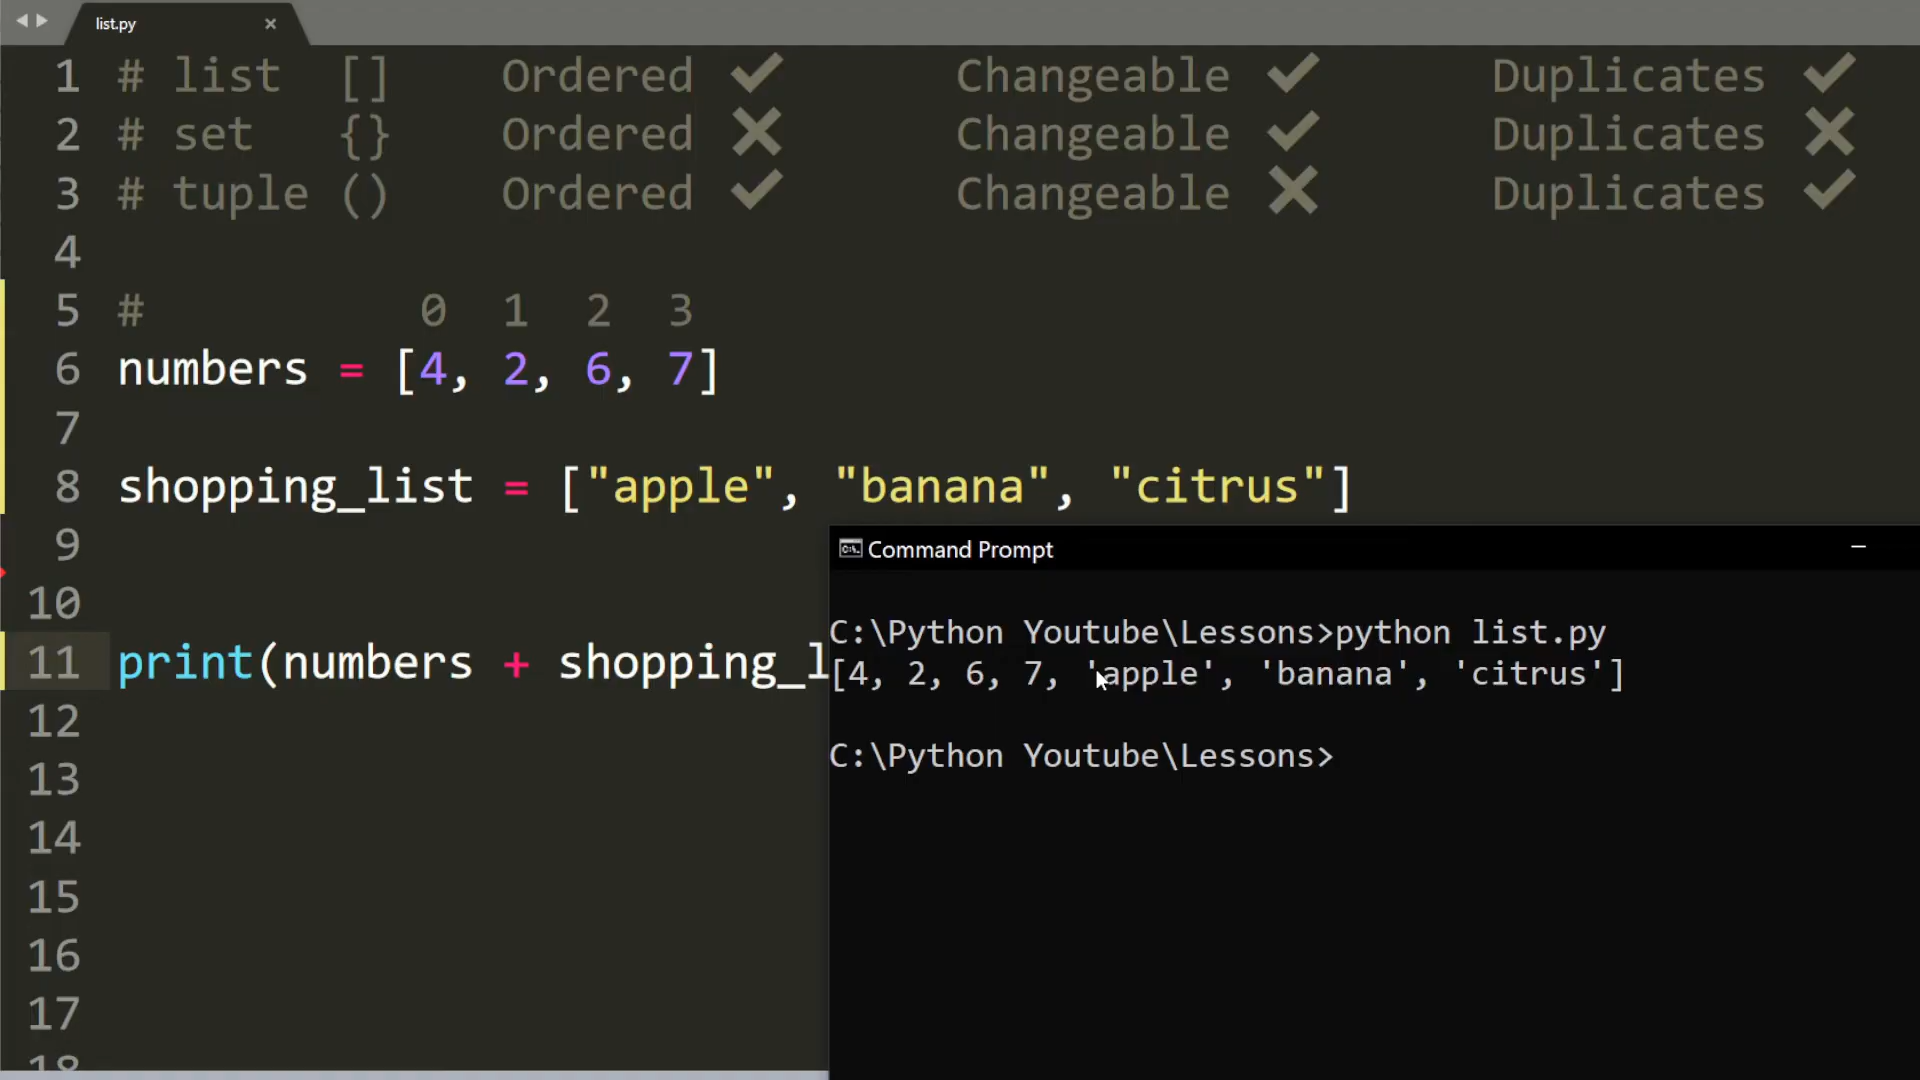 list.py ×
1 # list [] Ordered ✔ Changeable ✔ Duplicates ✔
2 # set {} Ordered ✖ Changeable ✔ Duplicates ✖
3 # tuple () Ordered ✔ Changeable ✖ Duplicates ✔
4
5 # 0 1 2 3
6 numbers = [4, 2, 6, 7]
7
8 shopping_list = ["apple", "banana", "citrus"]
9
10
11 print(numbers + shopping_l
12
13
14
15
16
17
18
Command Prompt
C:\Python Youtube\Lessons>python list.py
[4, 2, 6, 7, 'apple', 'banana', 'citrus']
C:\Python Youtube\Lessons>